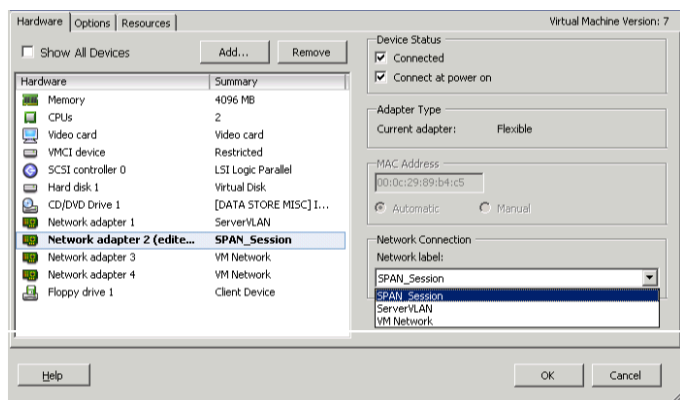 Hardware Options Resources Virtual Machine Version: 7
Show All Devices Add... Remove
Hardware Summary
Memory 4096 MB
CPUs 2
Video card Video card
VMCI device Restricted
SCSI controller 0 LSI Logic Parallel
Hard disk 1 Virtual Disk
CD/DVD Drive 1 [DATA STORE MISC] I...
Network adapter 1 ServerVLAN
Network adapter 2 (edite... SPAN_Session
Network adapter 3 VM Network
Network adapter 4 VM Network
Floppy drive 1 Client Device
Device Status
Connected
Connect at power on
Adapter Type
Current adapter: Flexible
MAC Address
00:0c:29:89:b4:c5
Automatic Manual
Network Connection
Network label:
SPAN_Session
SPAN_Session
ServerVLAN
VM Network
Help OK Cancel